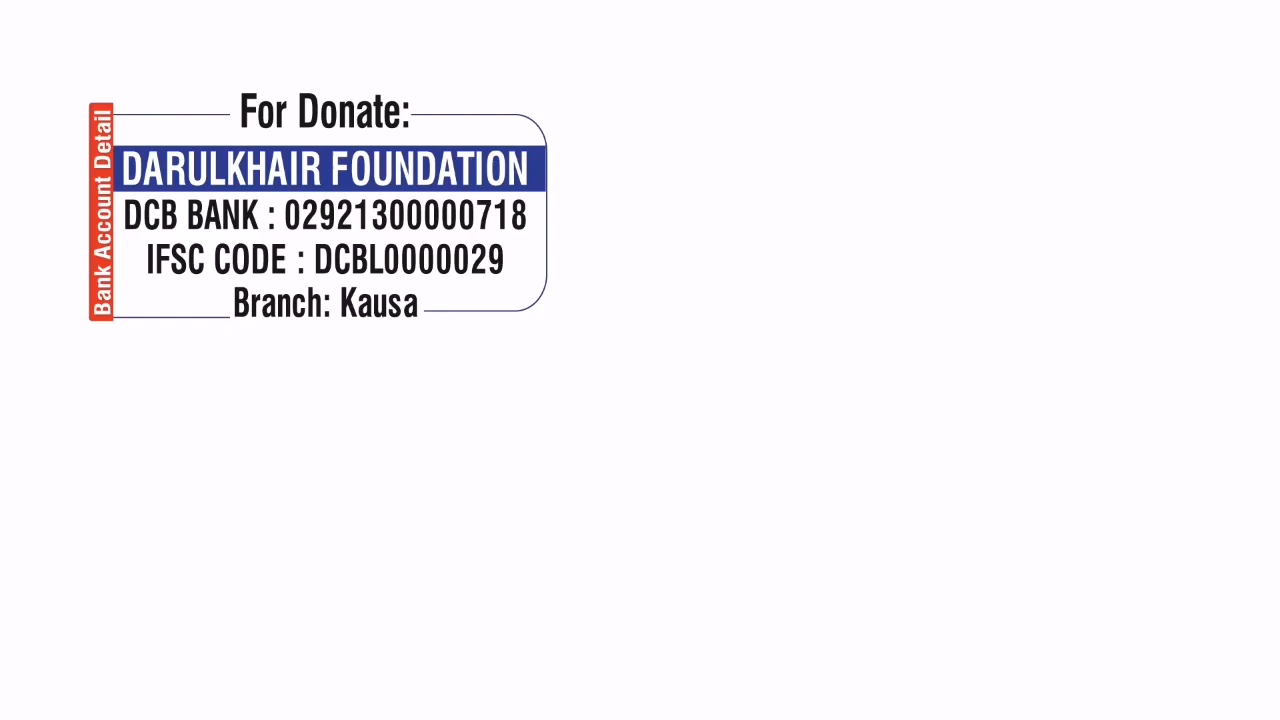 For Donate:
Bank Account Detail
DARULKHAIR FOUNDATION
DCB BANK : 02921300000718
IFSC CODE : DCBL0000029
Branch: Kausa